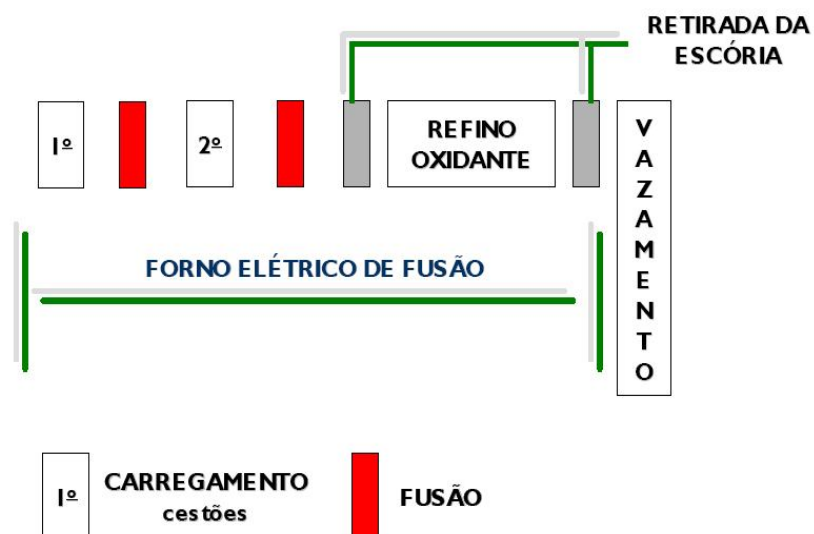 RETIRADA DA
ESCÓRIA
1º
2º
REFINO
OXIDANTE
V
A
Z
A
M
E
N
T
O
FORNO ELÉTRICO DE FUSÃO
1º
CARREGAMENTO
cestões
FUSÃO